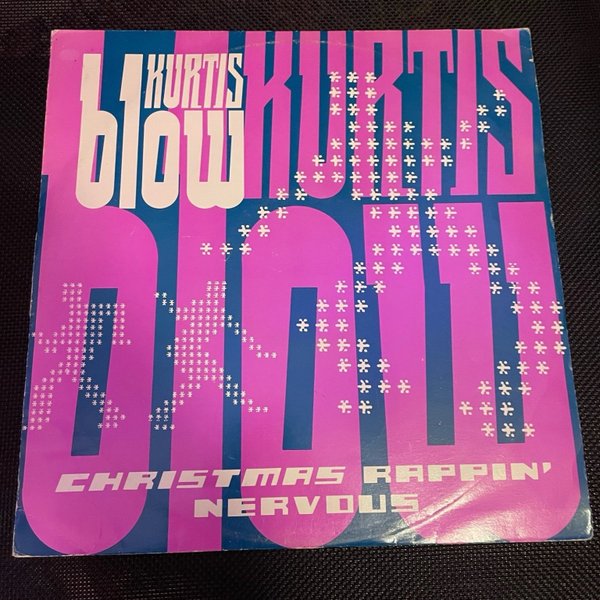 KURTIS
blow
KURTIS
blow
CHRISTMAS RAPPIN'
NERVOUS